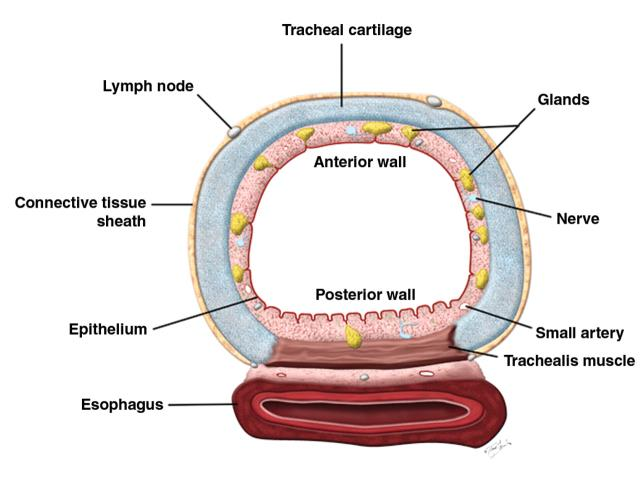 Tracheal cartilage
Lymph node
Glands
Anterior wall
Connective tissue
sheath
Nerve
Posterior wall
Epithelium
Small artery
Trachealis muscle
Esophagus